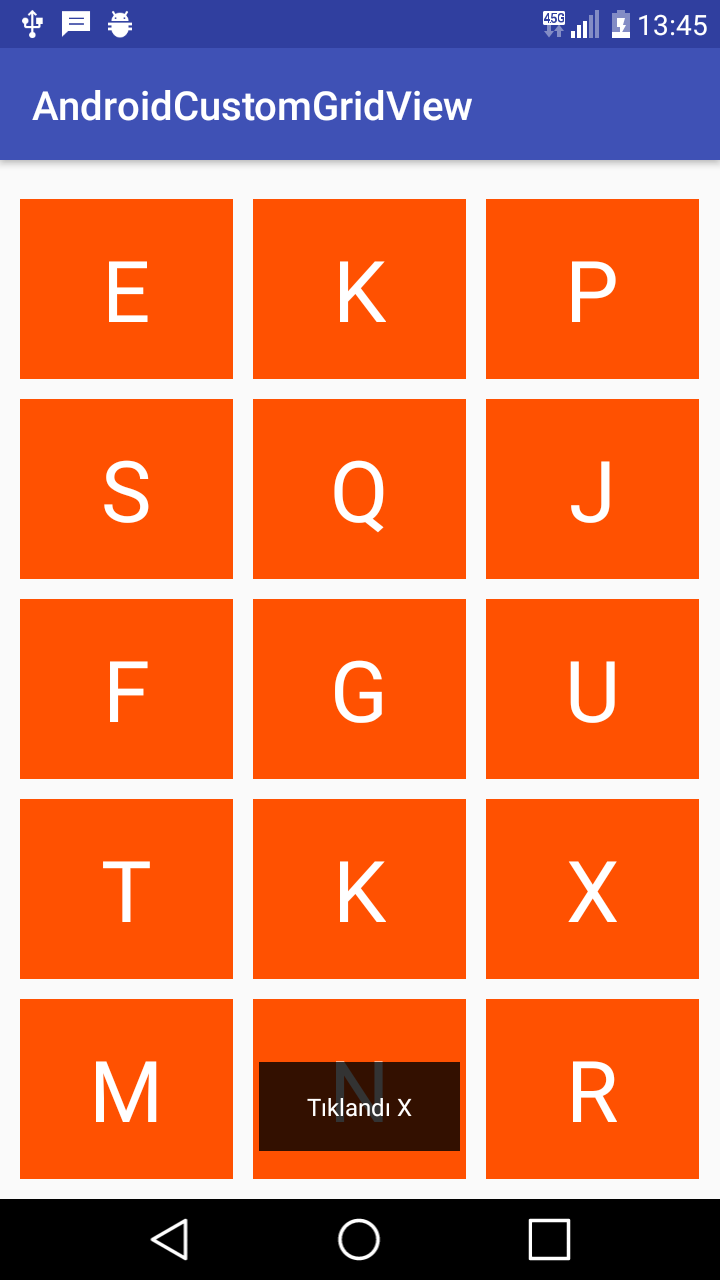 4.5G 13:45
AndroidCustomGridView
E K P
S Q J
F G U
T K X
M N R
Tıklandı X